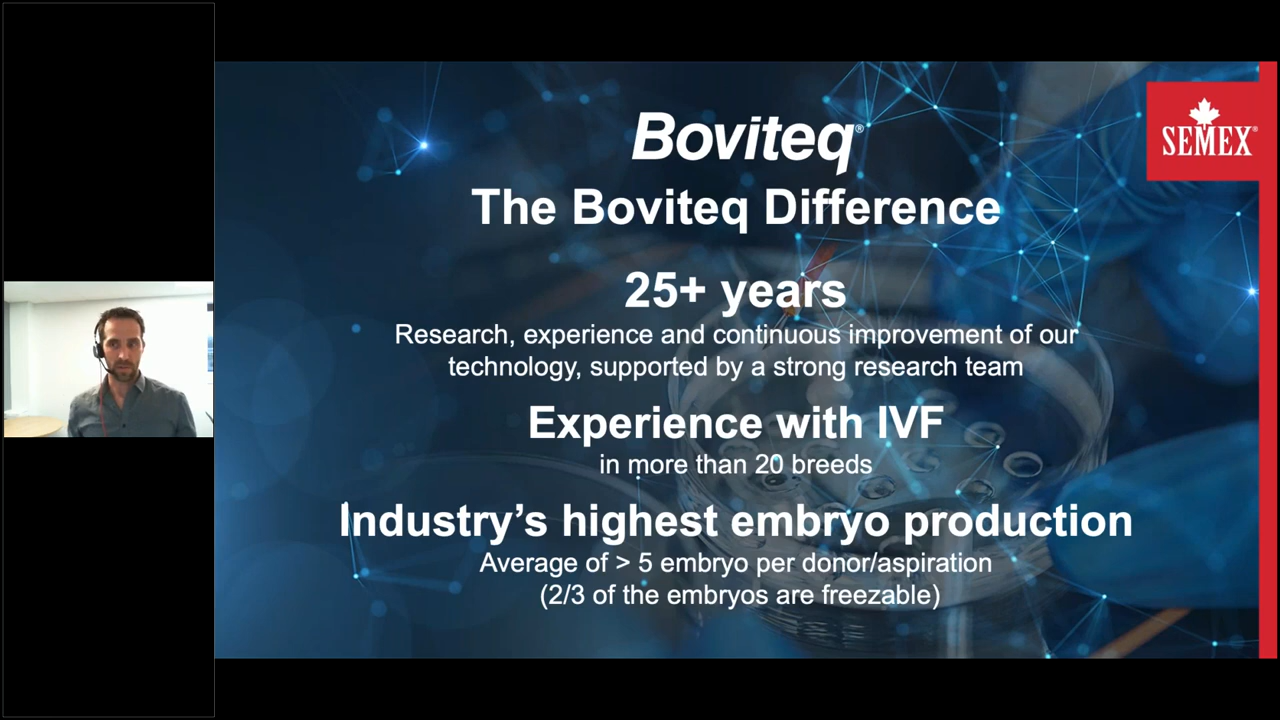 Boviteq®
SEMEX®
The Boviteq Difference
25+ years
Research, experience and continuous improvement of our
technology, supported by a strong research team
Experience with IVF
in more than 20 breeds
Industry's highest embryo production
Average of > 5 embryo per donor/aspiration
(2/3 of the embryos are freezable)